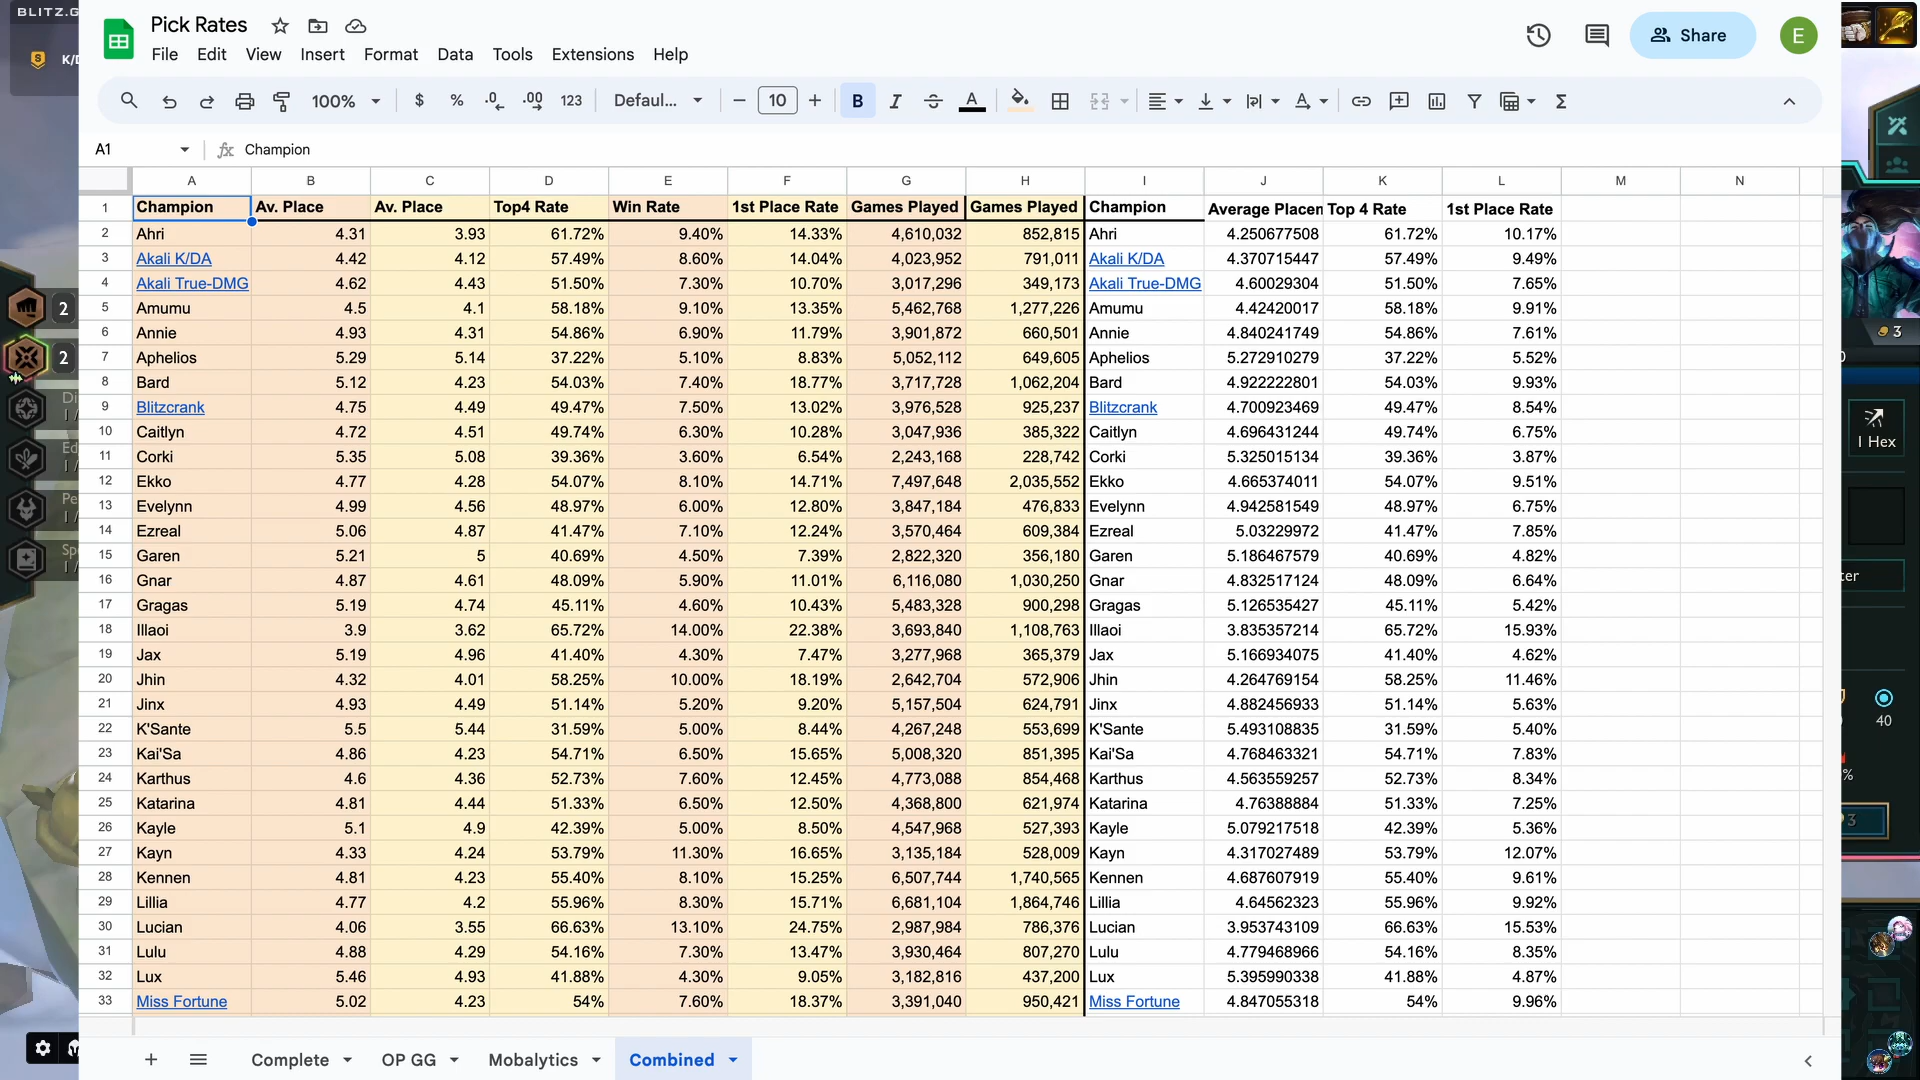 BLITZ.G
K/D
Pick Rates
File Edit View Insert Format Data Tools Extensions Help
Share
E
100% $ % .0 .00 123 Defaul... 10 B I A
A1 Champion
A B C D E F G H I J K L M N
1 Champion Av. Place Av. Place Top4 Rate Win Rate 1st Place Rate Games Played Games Played Champion Average Placen Top 4 Rate 1st Place Rate
2 Ahri 4.31 3.93 61.72% 9.40% 14.33% 4,610,032 852,815 Ahri 4.250677508 61.72% 10.17%
3 Akali K/DA 4.42 4.12 57.49% 8.60% 14.04% 4,023,952 791,011 Akali K/DA 4.370715447 57.49% 9.49%
4 Akali True-DMG 4.62 4.43 51.50% 7.30% 10.70% 3,017,296 349,173 Akali True-DMG 4.60029304 51.50% 7.65%
5 Amumu 4.5 4.1 58.18% 9.10% 13.35% 5,462,768 1,277,226 Amumu 4.42420017 58.18% 9.91%
6 Annie 4.93 4.31 54.86% 6.90% 11.79% 3,901,872 660,501 Annie 4.840241749 54.86% 7.61%
7 Aphelios 5.29 5.14 37.22% 5.10% 8.83% 5,052,112 649,605 Aphelios 5.272910279 37.22% 5.52%
8 Bard 5.12 4.23 54.03% 7.40% 18.77% 3,717,728 1,062,204 Bard 4.922222801 54.03% 9.93%
9 Blitzcrank 4.75 4.49 49.47% 7.50% 13.02% 3,976,528 925,237 Blitzcrank 4.700923469 49.47% 8.54%
10 Caitlyn 4.72 4.51 49.74% 6.30% 10.28% 3,047,936 385,322 Caitlyn 4.696431244 49.74% 6.75%
11 Corki 5.35 5.08 39.36% 3.60% 6.54% 2,243,168 228,742 Corki 5.325015134 39.36% 3.87%
12 Ekko 4.77 4.28 54.07% 8.10% 14.71% 7,497,648 2,035,552 Ekko 4.665374011 54.07% 9.51%
13 Evelynn 4.99 4.56 48.97% 6.00% 12.80% 3,847,184 476,833 Evelynn 4.942581549 48.97% 6.75%
14 Ezreal 5.06 4.87 41.47% 7.10% 12.24% 3,570,464 609,384 Ezreal 5.03229972 41.47% 7.85%
15 Garen 5.21 5 40.69% 4.50% 7.39% 2,822,320 356,180 Garen 5.186467579 40.69% 4.82%
16 Gnar 4.87 4.61 48.09% 5.90% 11.01% 6,116,080 1,030,250 Gnar 4.832517124 48.09% 6.64%
17 Gragas 5.19 4.74 45.11% 4.60% 10.43% 5,483,328 900,298 Gragas 5.126535427 45.11% 5.42%
18 Illaoi 3.9 3.62 65.72% 14.00% 22.38% 3,693,840 1,108,763 Illaoi 3.835357214 65.72% 15.93%
19 Jax 5.19 4.96 41.40% 4.30% 7.47% 3,277,968 365,379 Jax 5.166934075 41.40% 4.62%
20 Jhin 4.32 4.01 58.25% 10.00% 18.19% 2,642,704 572,906 Jhin 4.264769154 58.25% 11.46%
21 Jinx 4.93 4.49 51.14% 5.20% 9.20% 5,157,504 624,791 Jinx 4.882456933 51.14% 5.63%
22 K'Sante 5.5 5.44 31.59% 5.00% 8.44% 4,267,248 553,699 K'Sante 5.493108835 31.59% 5.40%
23 Kai'Sa 4.86 4.23 54.71% 6.50% 15.65% 5,008,320 851,395 Kai'Sa 4.768463321 54.71% 7.83%
24 Karthus 4.6 4.36 52.73% 7.60% 12.45% 4,773,088 854,468 Karthus 4.563559257 52.73% 8.34%
25 Katarina 4.81 4.44 51.33% 6.50% 12.50% 4,368,800 621,974 Katarina 4.76388884 51.33% 7.25%
26 Kayle 5.1 4.9 42.39% 5.00% 8.50% 4,547,968 527,393 Kayle 5.079217518 42.39% 5.36%
27 Kayn 4.33 4.24 53.79% 11.30% 16.65% 3,135,184 528,009 Kayn 4.317027489 53.79% 12.07%
28 Kennen 4.81 4.23 55.40% 8.10% 15.25% 6,507,744 1,740,565 Kennen 4.687607919 55.40% 9.61%
29 Lillia 4.77 4.2 55.96% 8.30% 15.71% 6,681,104 1,864,746 Lillia 4.64562323 55.96% 9.92%
30 Lucian 4.06 3.55 66.63% 13.10% 24.75% 2,987,984 786,376 Lucian 3.953743109 66.63% 15.53%
31 Lulu 4.88 4.29 54.16% 7.30% 13.47% 3,930,464 807,270 Lulu 4.779468966 54.16% 8.35%
32 Lux 5.46 4.93 41.88% 4.30% 9.05% 3,182,816 437,200 Lux 5.395990338 41.88% 4.87%
33 Miss Fortune 5.02 4.23 54% 7.60% 18.37% 3,391,040 950,421 Miss Fortune 4.847055318 54% 9.96%
Complete OP GG Mobalytics Combined
2
2
Di
1 /
Ed
1 /
Pe
1 /
Sp
1 /
3
1 Hex
ter
40
%
3